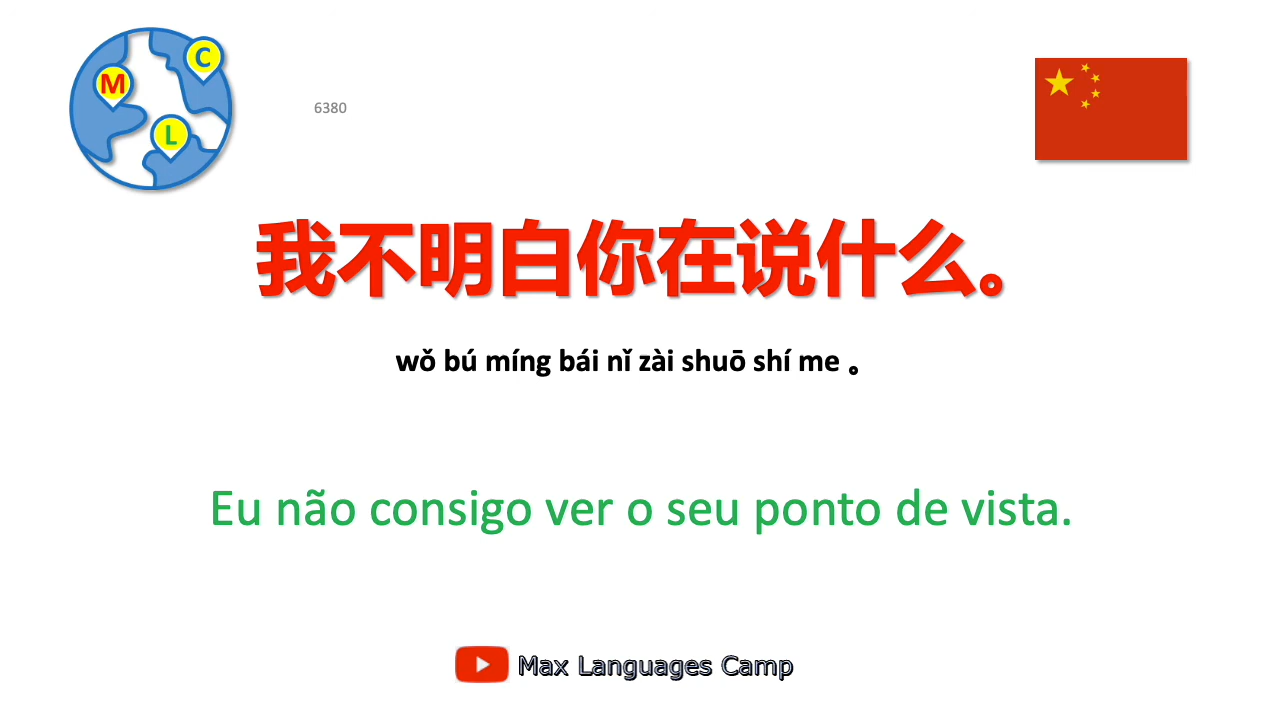 M
C
L
6380
我不明白你在说什么。
wǒ bú míng bái nǐ zài shuō shí me 。
Eu não consigo ver o seu ponto de vista.
Max Languages Camp